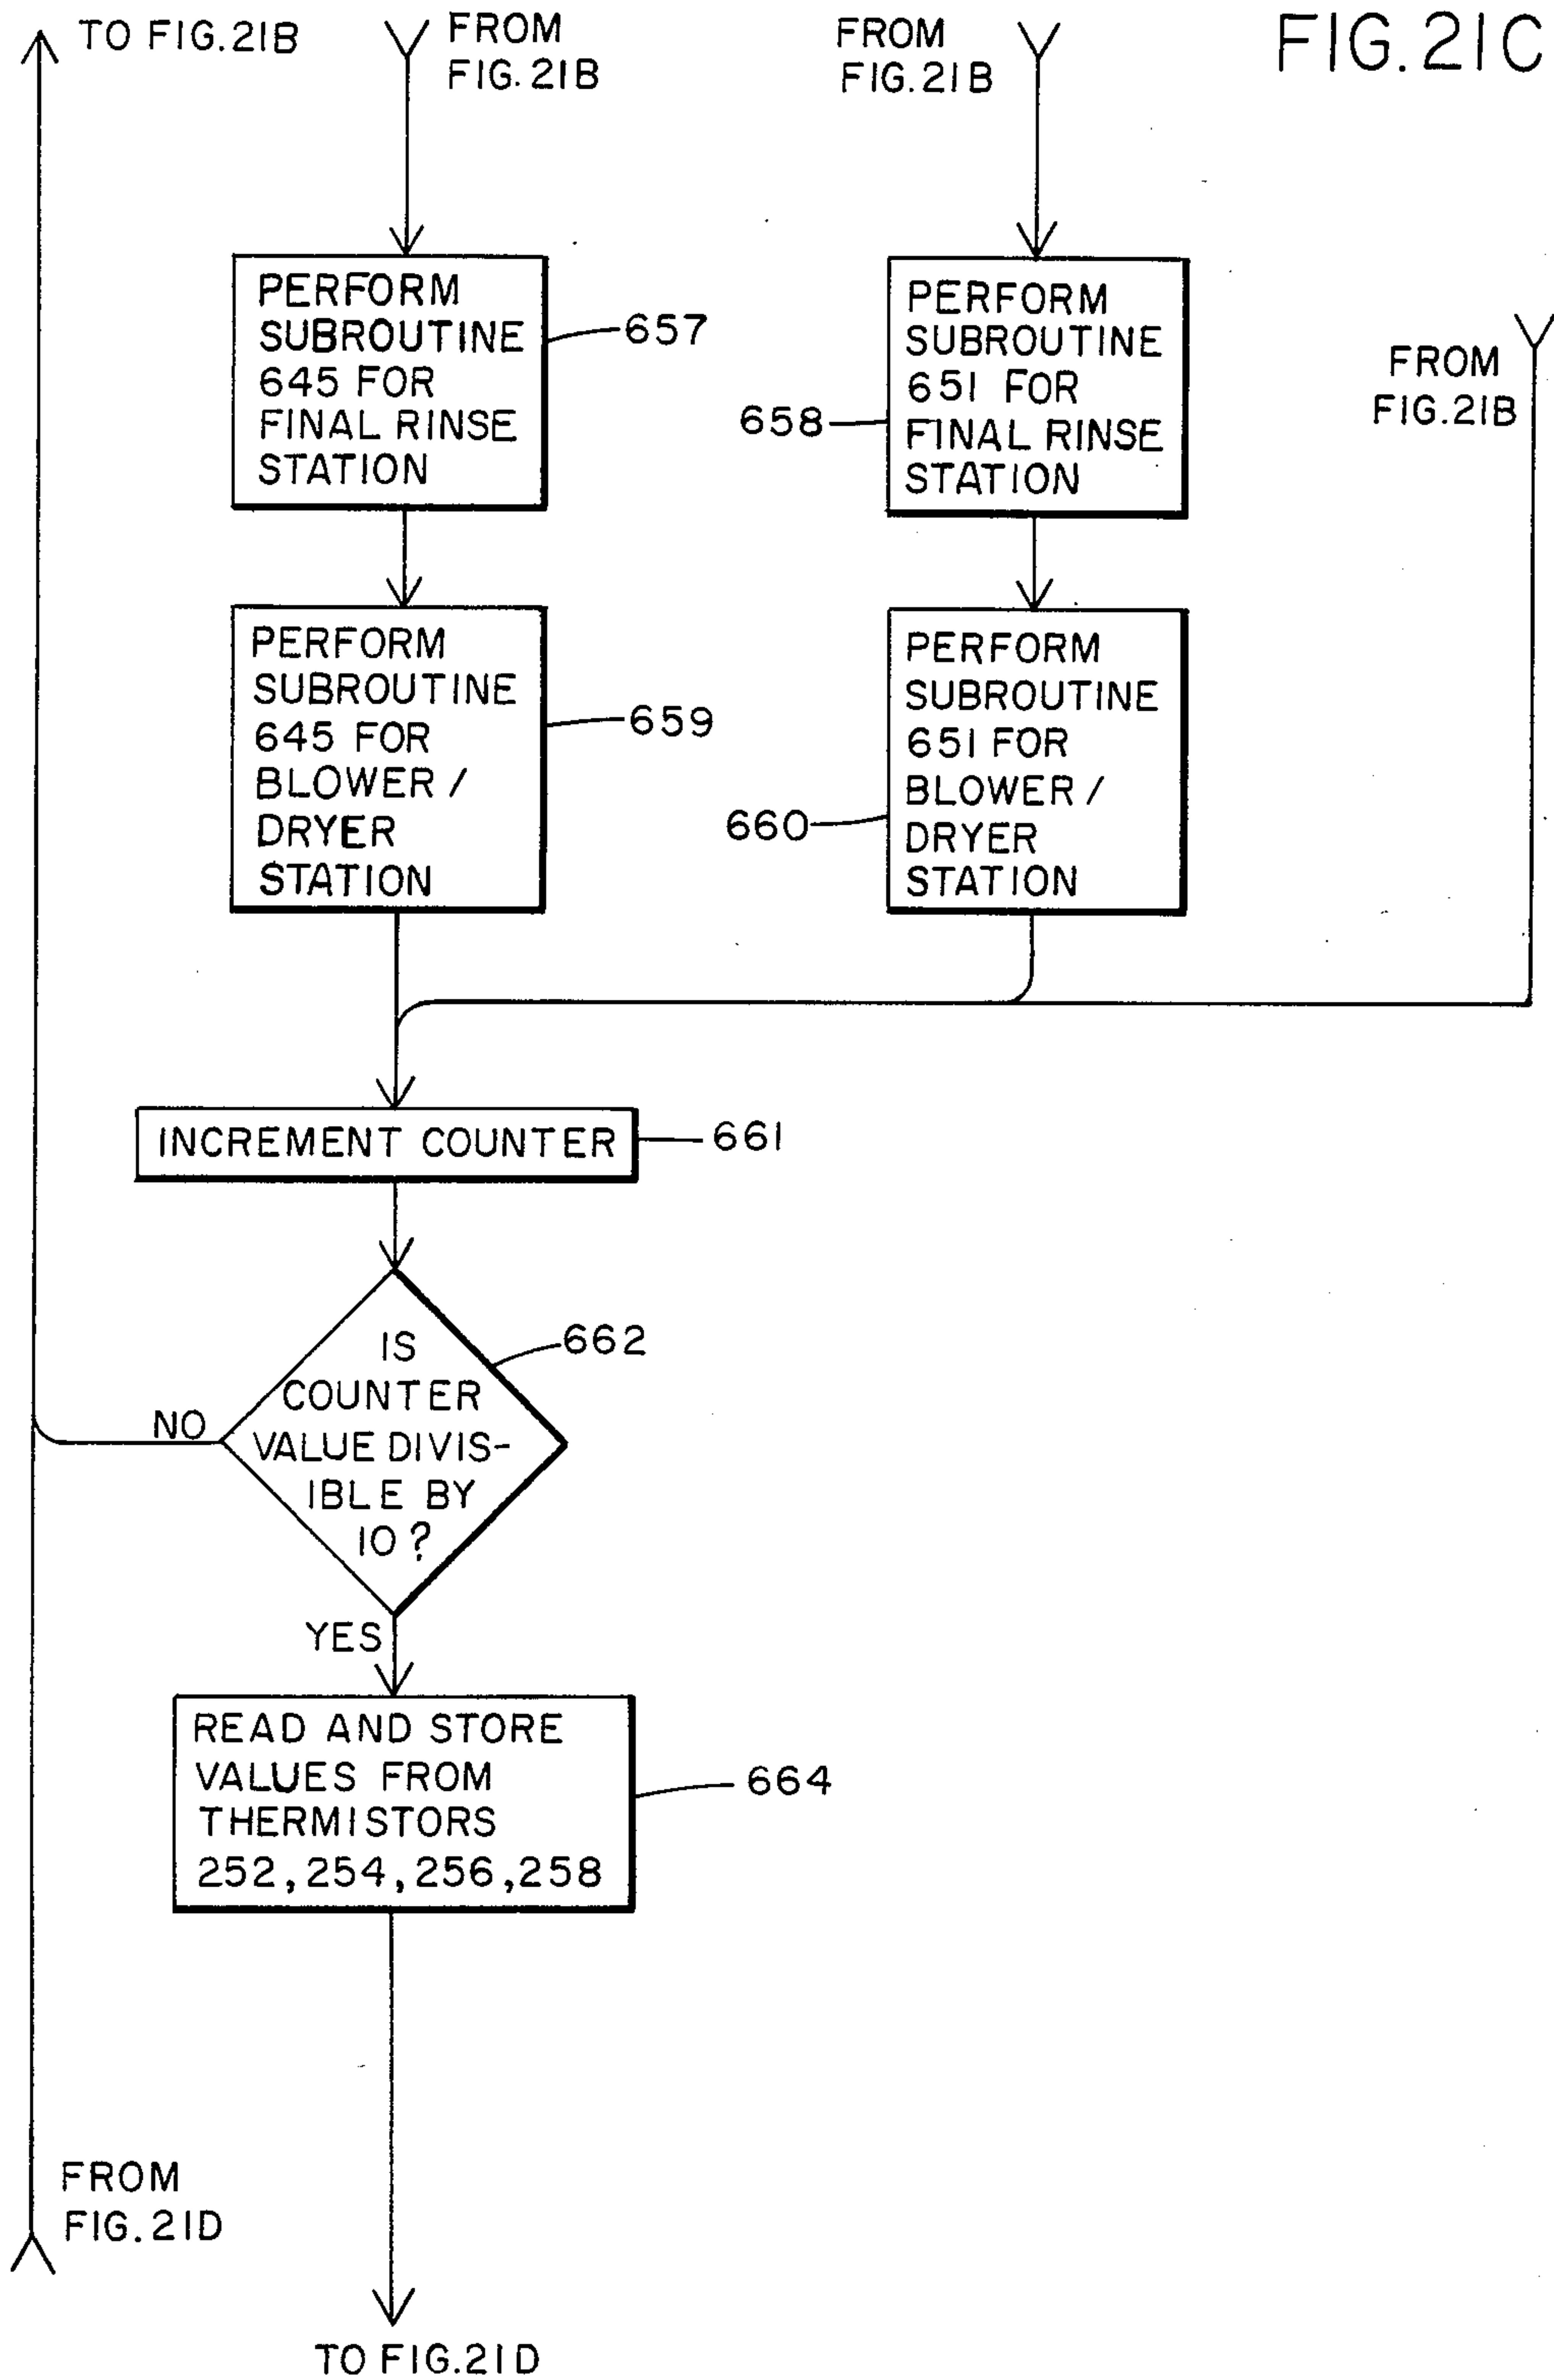 TO FIG.21B
FROM
FIG.21B
FROM
FIG.21B
FIG.21C
FROM
FIG.21B
PERFORM
SUBROUTINE
645 FOR
FINAL RINSE
STATION
657
PERFORM
SUBROUTINE
651 FOR
FINAL RINSE
STATION
658
PERFORM
SUBROUTINE
645 FOR
BLOWER /
DRYER
STATION
659
PERFORM
SUBROUTINE
651 FOR
BLOWER /
DRYER
STATION
660
INCREMENT COUNTER
661
IS
COUNTER
VALUE DIVIS-
IBLE BY
10?
662
NO
YES
READ AND STORE
VALUES FROM
THERMISTORS
252,254,256,258
664
FROM
FIG.21D
TO FIG.21D